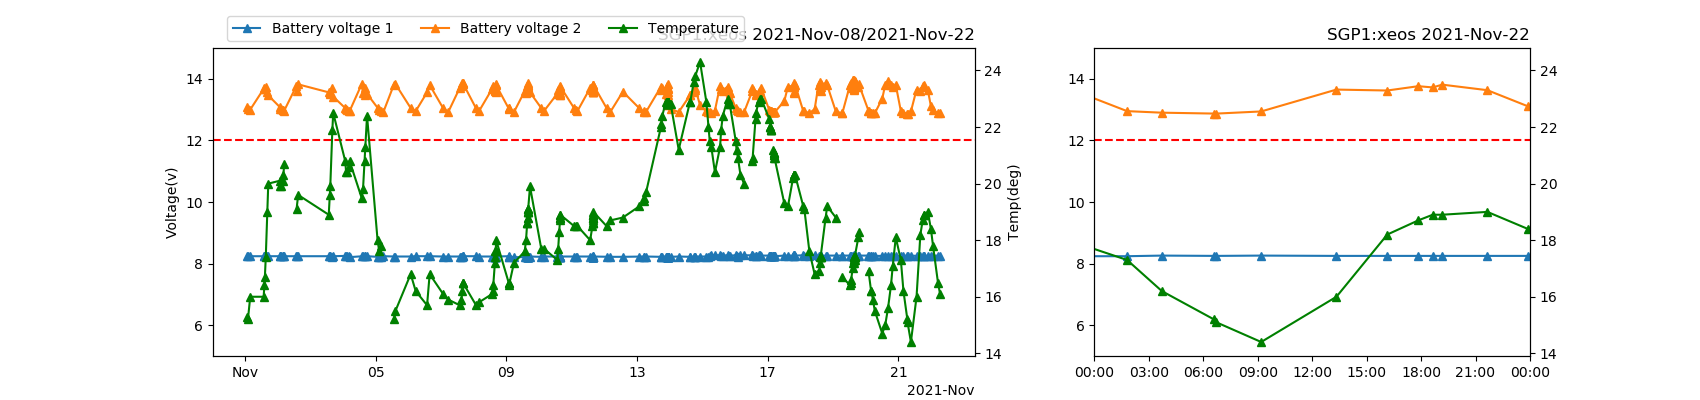 Battery voltage 1 Battery voltage 2 Temperature
SGP1:xeos 2021-Nov-08/2021-Nov-22
SGP1:xeos 2021-Nov-22
14
12
10
8
6
Voltage(v)
24
22
20
18
16
14
Temp(deg)
Nov 05 09 13 17 21
2021-Nov
14
12
10
8
6
24
22
20
18
16
14
00:00 03:00 06:00 09:00 12:00 15:00 18:00 21:00 00:00